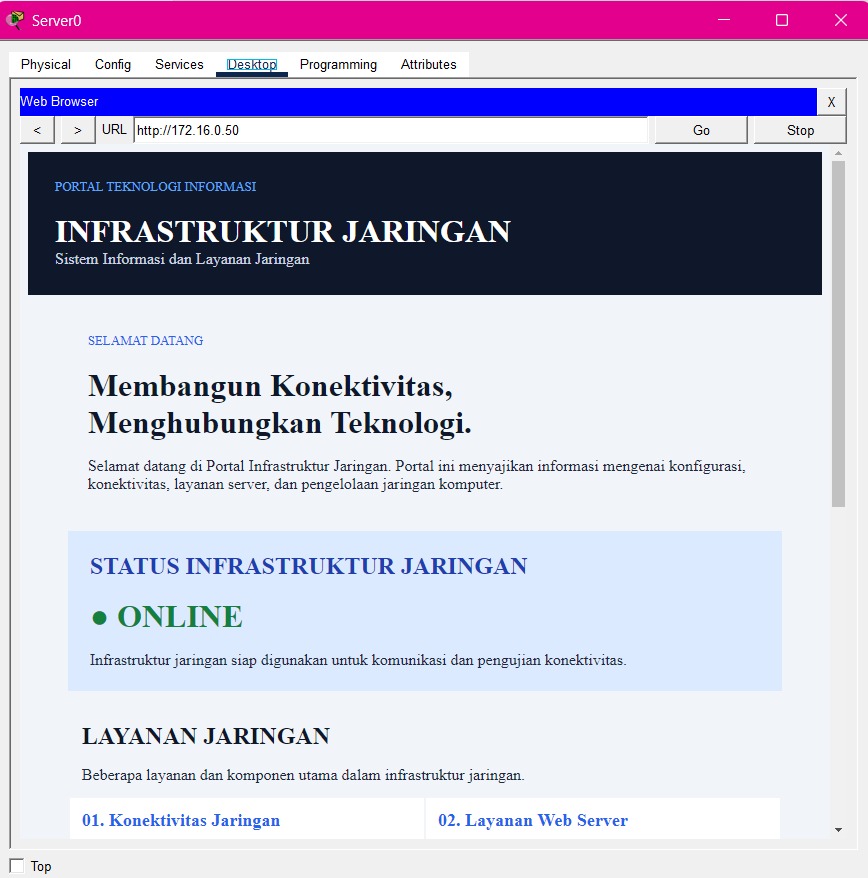 Server0
Physical Config Services Desktop Programming Attributes
Web Browser X
< > URL http://172.16.0.50 Go Stop
PORTAL TEKNOLOGI INFORMASI
INFRASTRUKTUR JARINGAN
Sistem Informasi dan Layanan Jaringan
SELAMAT DATANG
Membangun Konektivitas,
Menghubungkan Teknologi.
Selamat datang di Portal Infrastruktur Jaringan. Portal ini menyajikan informasi mengenai konfigurasi,
konektivitas, layanan server, dan pengelolaan jaringan komputer.
STATUS INFRASTRUKTUR JARINGAN
● ONLINE
Infrastruktur jaringan siap digunakan untuk komunikasi dan pengujian konektivitas.
LAYANAN JARINGAN
Beberapa layanan dan komponen utama dalam infrastruktur jaringan.
01. Konektivitas Jaringan 02. Layanan Web Server
Top